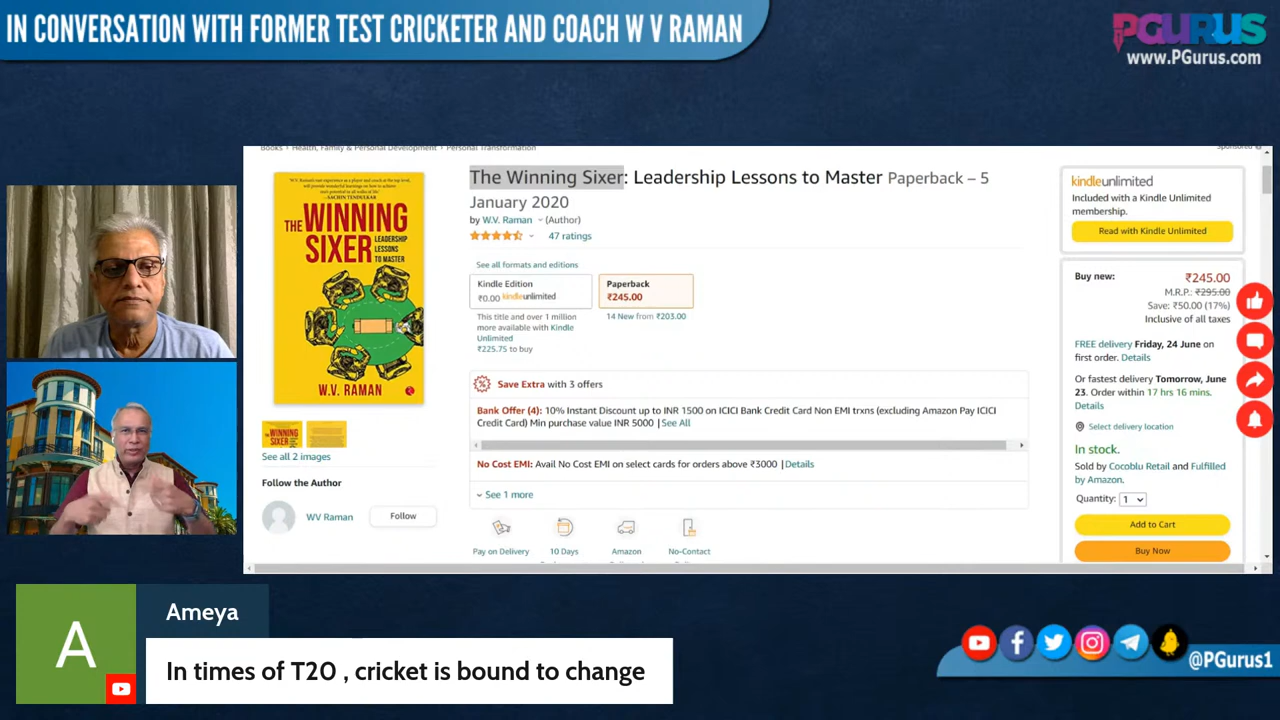 IN CONVERSATION WITH FORMER TEST CRICKETER AND COACH W V RAMAN
PGURUS
www.PGurus.com
Books › Health, Family & Personal Development › Personal Transformation
Sponsored
The Winning Sixer: Leadership Lessons to Master Paperback – 5
January 2020
by W.V. Raman (Author)
47 ratings
See all formats and editions
Kindle Edition
₹0.00 kindleunlimited
This title and over 1 million
more available with Kindle
Unlimited
₹225.75 to buy
Paperback
₹245.00
14 New from ₹203.00
Save Extra with 3 offers
Bank Offer (4): 10% Instant Discount up to INR 1500 on ICICI Bank Credit Card Non EMI trxns (excluding Amazon Pay ICICI
Credit Card) Min purchase value INR 5000 | See All
No Cost EMI: Avail No Cost EMI on select cards for orders above ₹3000 | Details
See 1 more
Pay on Delivery
10 Days
Amazon
No-Contact
—SACHIN TENDULKAR
THE WINNING
SIXER
LEADERSHIP
LESSONS
TO MASTER
W.V. RAMAN
See all 2 images
Follow the Author
WV Raman
Follow
kindleunlimited
Included with a Kindle Unlimited
membership.
Read with Kindle Unlimited
Buy new: ₹245.00
M.R.P.: ₹295.00
Save: ₹50.00 (17%)
Inclusive of all taxes
FREE delivery Friday, 24 June on
first order. Details
Or fastest delivery Tomorrow, June
23. Order within 17 hrs 16 mins.
Details
Select delivery location
In stock.
Sold by Cocoblu Retail and Fulfilled
by Amazon.
Quantity: 1
Add to Cart
Buy Now
A
Ameya
In times of T20 , cricket is bound to change
@PGurus1